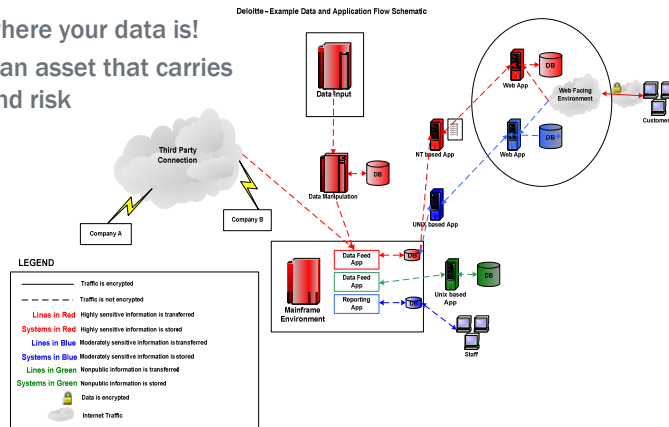 Deloitte - Example Data and Application Flow Schematic
where your data is!
an asset that carries
nd risk
Data Input
DB
Web App
Web Facing
Environment
Customer
Third Party
Connection
NT based App
Web App
DB
Data Manipulation
DB
Company A
Company B
UNIX based App
LEGEND
Traffic is encrypted
Traffic is not encrypted
Lines in Red Highly sensitive information is transferred
Systems in Red Highly sensitive information is stored
Lines in Blue Moderately sensitive information is transferred
Systems in Blue Moderately sensitive information is stored
Lines in Green Nonpublic information is transferred
Systems in Green Nonpublic information is stored
Data is encrypted
Internet Traffic
Mainframe
Environment
Data Feed
App
DB
Data Feed
App
Reporting
App
DB
Unix based
App
DB
Staff